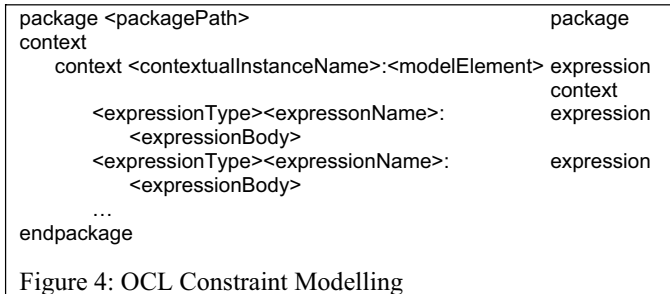 package <packagePath> package
context
context <contextualInstanceName>:<modelElement> expression
context
<expressionType><expressonName>: expression
<expressionBody>
<expressionType><expressionName>: expression
<expressionBody>
…
endpackage
Figure 4: OCL Constraint Modelling